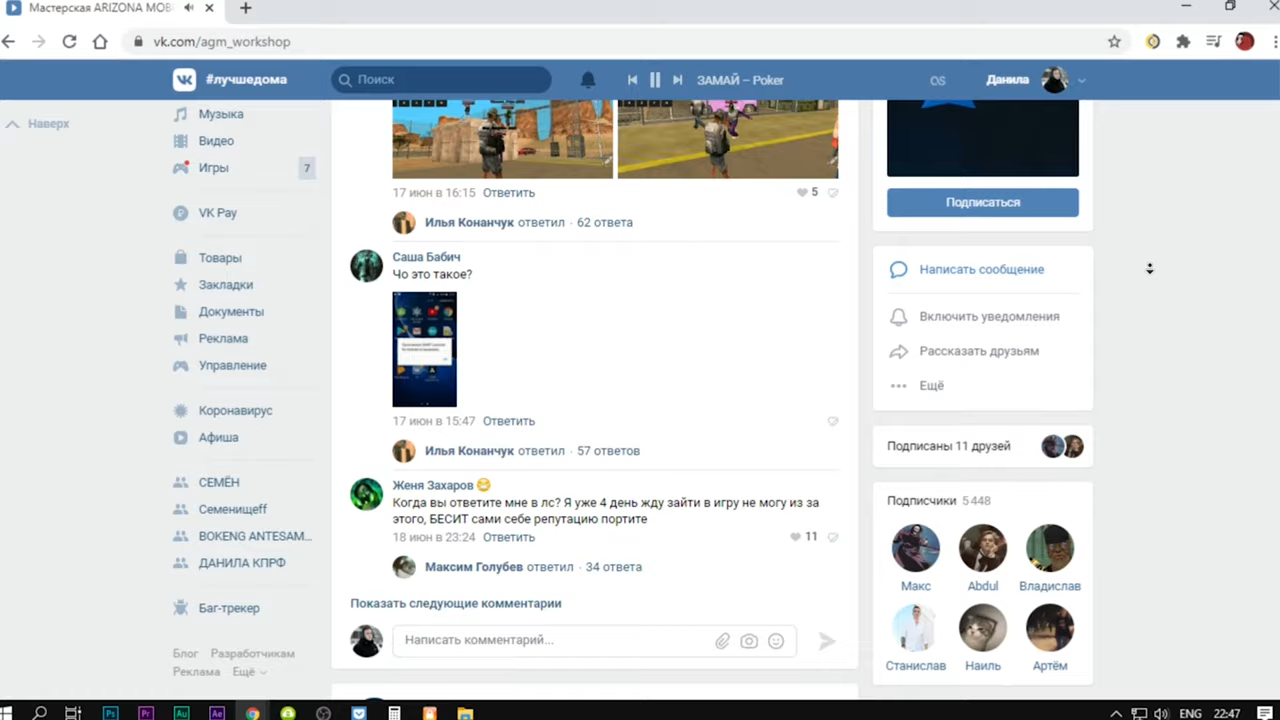 Мастерская ARIZONA MOB
vk.com/agm_workshop
#лучшедома
Поиск
ЗАМАЙ – Poker
Данила
Наверх
Музыка
Видео
Игры
7
VK Pay
Товары
Закладки
Документы
Реклама
Управление
Коронавирус
Афиша
СЕМЁН
Семенищеff
BOKENG ANTESAM...
ДАНИЛА КПРФ
Баг-трекер
Блог Разработчикам
Реклама Ещё
17 июн в 16:15 Ответить
5
Илья Конанчук ответил · 62 ответа
Саша Бабич
Чо это такое?
17 июн в 15:47 Ответить
Илья Конанчук ответил · 57 ответов
Женя Захаров
Когда вы ответите мне в лс? Я уже 4 день жду зайти в игру не могу из за
этого, БЕСИТ сами себе репутацию портите
18 июн в 23:24 Ответить
11
Максим Голубев ответил · 34 ответа
Показать следующие комментарии
Написать комментарий...
Подписаться
Написать сообщение
Включить уведомления
Рассказать друзьям
Ещё
Подписаны 11 друзей
Подписчики 5 448
Макс Abdul Владислав
Станислав Наиль Артём
Ps Pr Au Ae
ENG 22:47